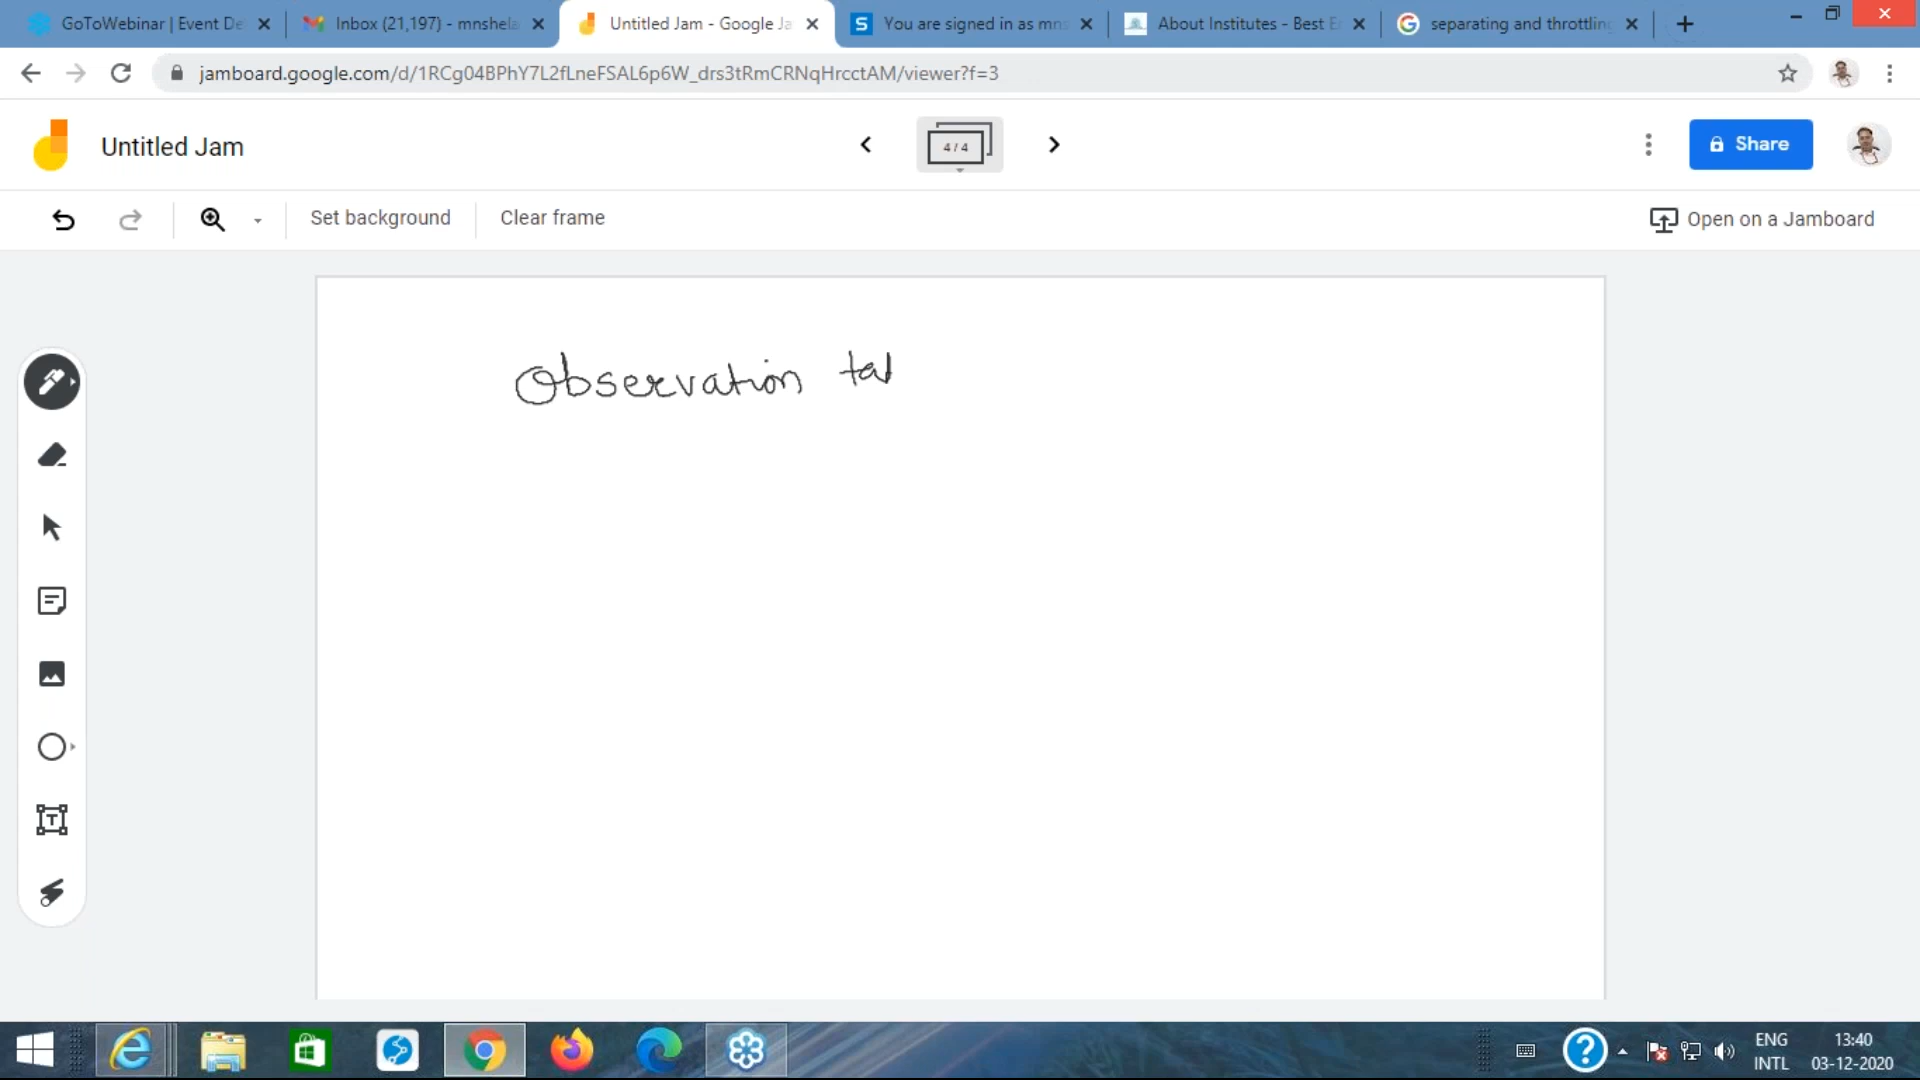 GoToWebinar | Event De
Inbox (21,197) - mnshela
Untitled Jam - Google Ja
You are signed in as mns
About Institutes - Best E
separating and throttling
jamboard.google.com/d/1RCg04BPhY7L2fLneFSAL6p6W_drs3tRmCRNqHrcctAM/viewer?f=3
Untitled Jam
4 / 4
Share
Set background
Clear frame
Open on a Jamboard
Observation tal
ENG
13:40
INTL
03-12-2020